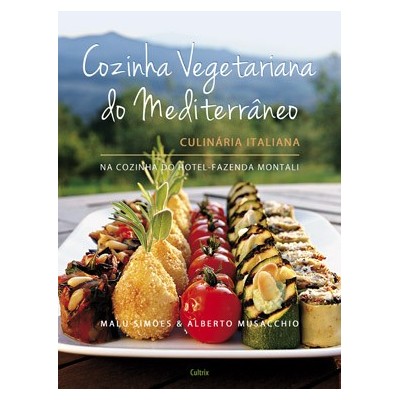 Cozinha Vegetariana
do Mediterrâneo
CULINÁRIA ITALIANA
NA COZINHA DO HOTEL-FAZENDA MONTALI
MALU SIMÕES & ALBERTO MUSACCHIO
Cultrix